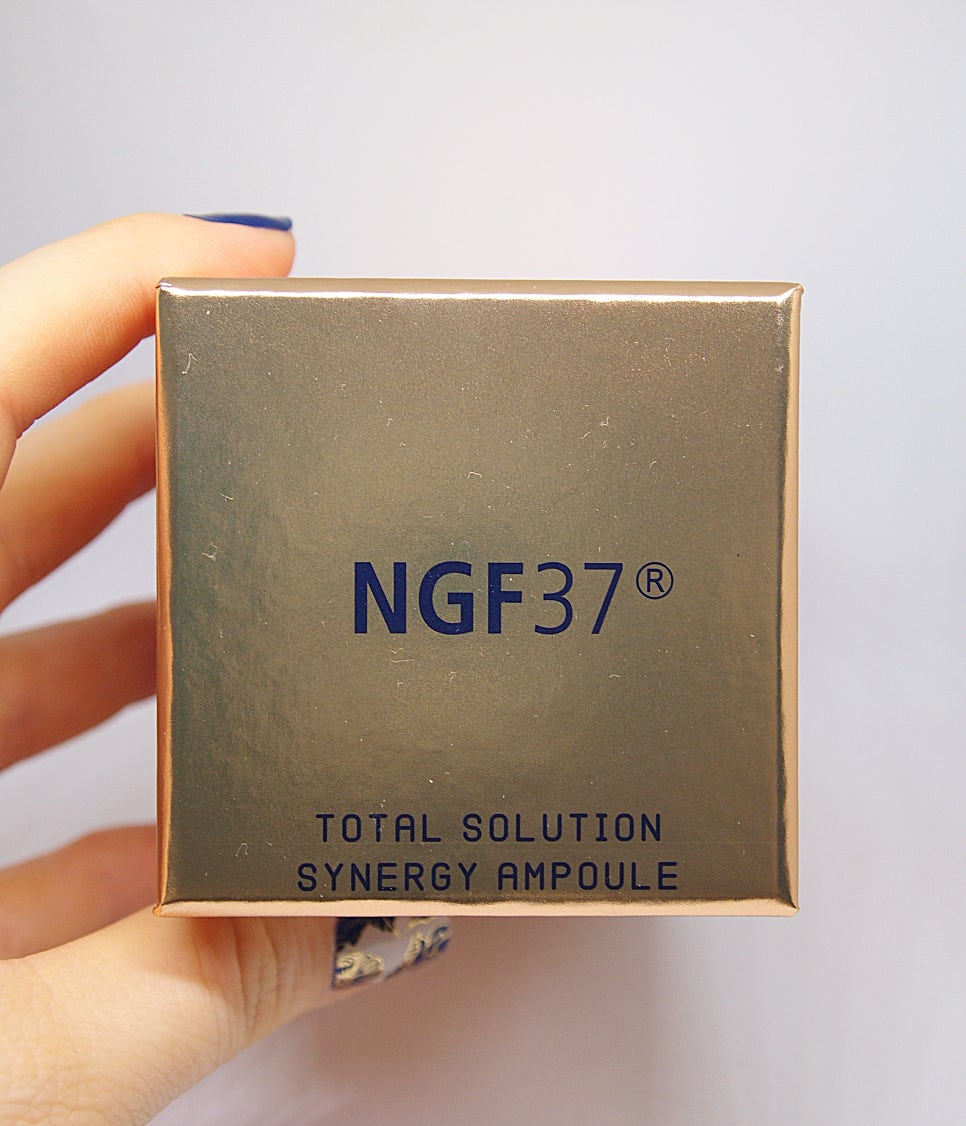 NGF37®
TOTAL SOLUTION
SYNERGY AMPOULE